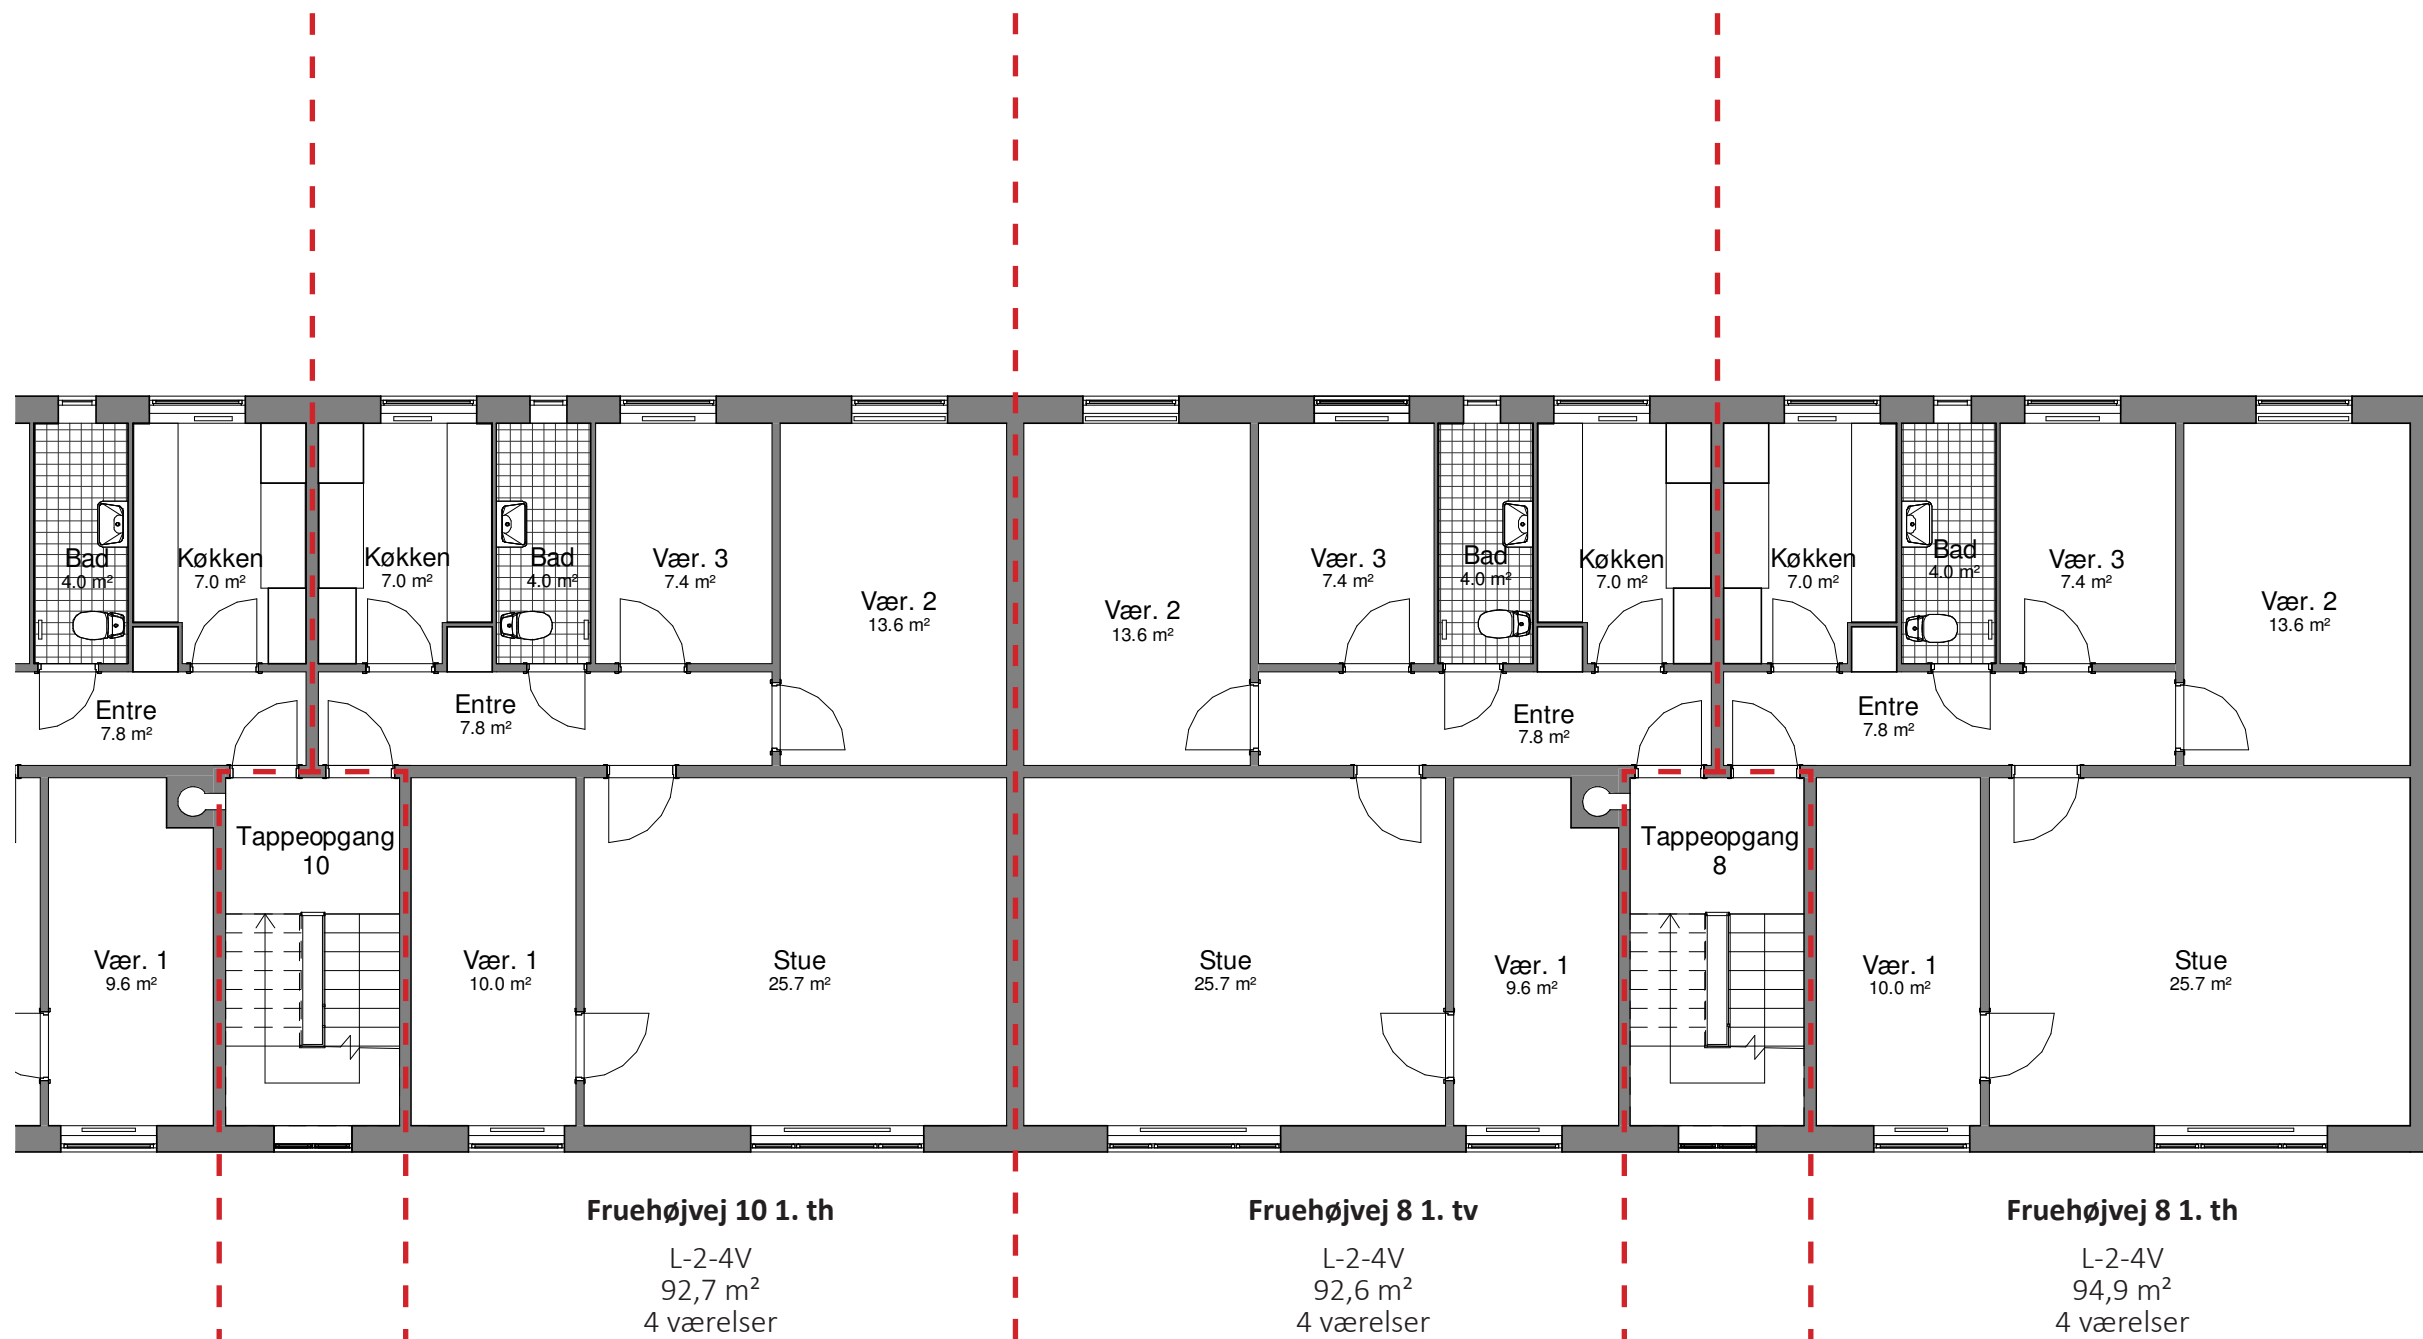 Bad
4.0 m²
Køkken
7.0 m²
Køkken
7.0 m²
Bad
4.0 m²
Vær. 3
7.4 m²
Vær. 2
13.6 m²
Vær. 2
13.6 m²
Vær. 3
7.4 m²
Bad
4.0 m²
Køkken
7.0 m²
Køkken
7.0 m²
Bad
4.0 m²
Vær. 3
7.4 m²
Vær. 2
13.6 m²
Entre
7.8 m²
Entre
7.8 m²
Entre
7.8 m²
Entre
7.8 m²
Tappeopgang
10
Tappeopgang
8
Vær. 1
9.6 m²
Vær. 1
10.0 m²
Stue
25.7 m²
Stue
25.7 m²
Vær. 1
9.6 m²
Vær. 1
10.0 m²
Stue
25.7 m²
Fruehøjvej 10 1. th
L-2-4V
92,7 m²
4 værelser
Fruehøjvej 8 1. tv
L-2-4V
92,6 m²
4 værelser
Fruehøjvej 8 1. th
L-2-4V
94,9 m²
4 værelser